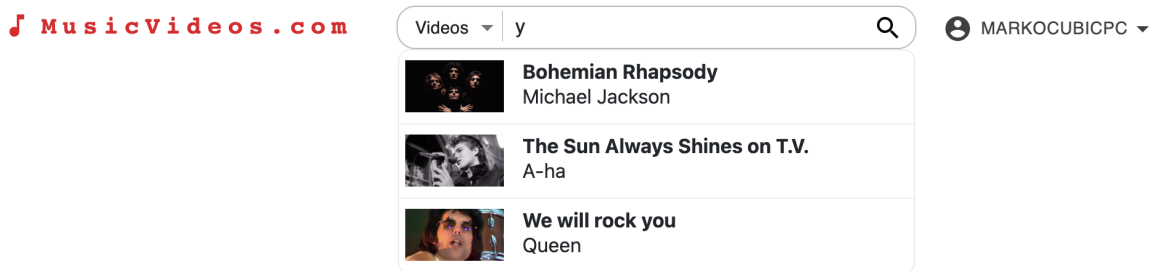 MusicVideos.com
Videos
y
MARKOCUBICPC
Bohemian Rhapsody
Michael Jackson
The Sun Always Shines on T.V.
A-ha
We will rock you
Queen